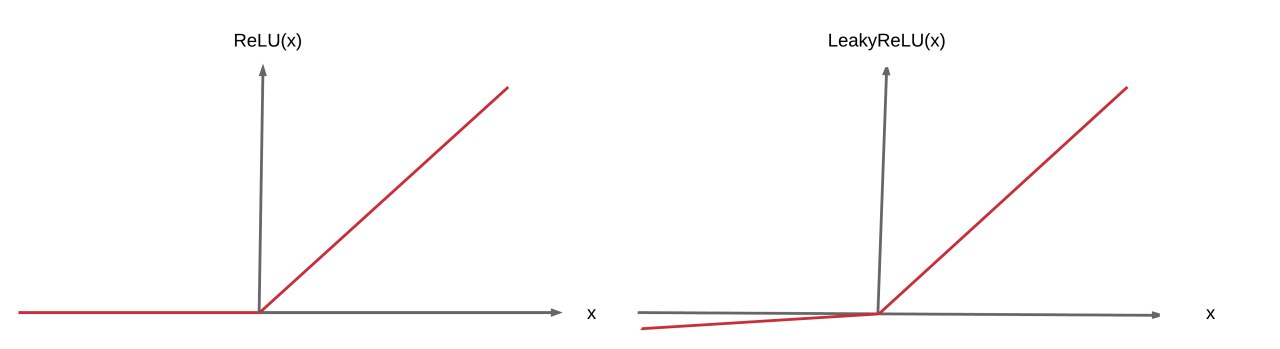 ReLU(x)
LeakyReLU(x)
x
x